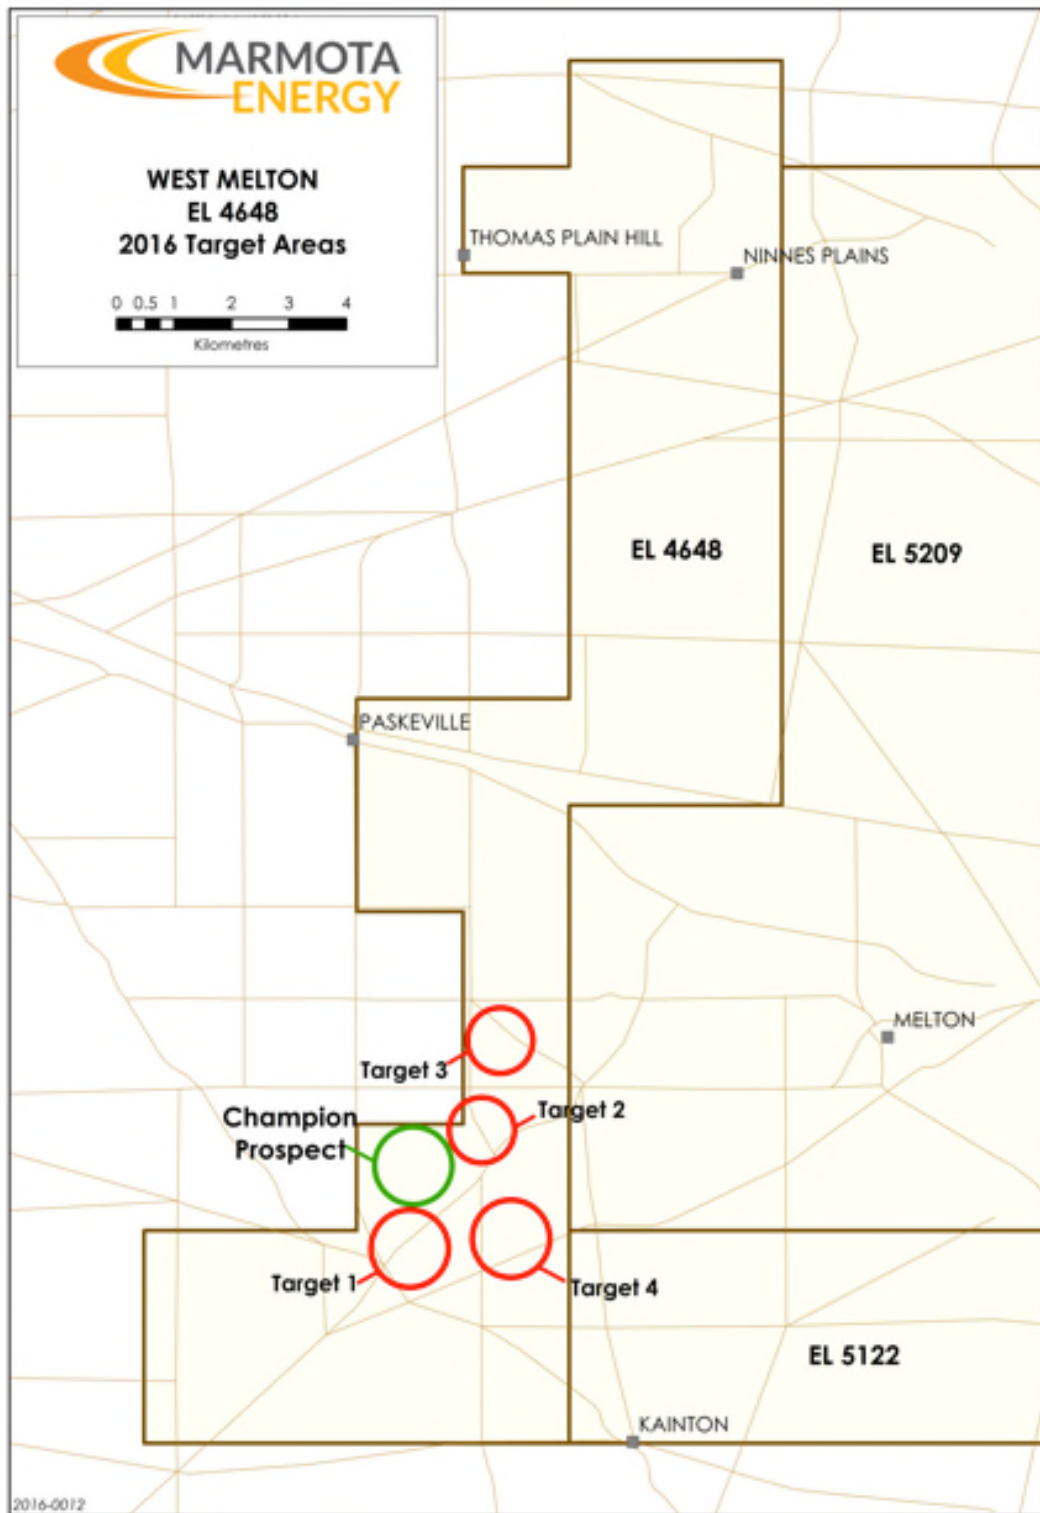 MARMOTA
ENERGY
WEST MELTON
EL 4648
2016 Target Areas
0 0.5 1 2 3 4
Kilometres
THOMAS PLAIN HILL
NINNES PLAINS
EL 4648
EL 5209
PASKEVILLE
MELTON
Target 3
Target 2
Champion
Prospect
Target 1
Target 4
EL 5122
KAINTON
2016-0012